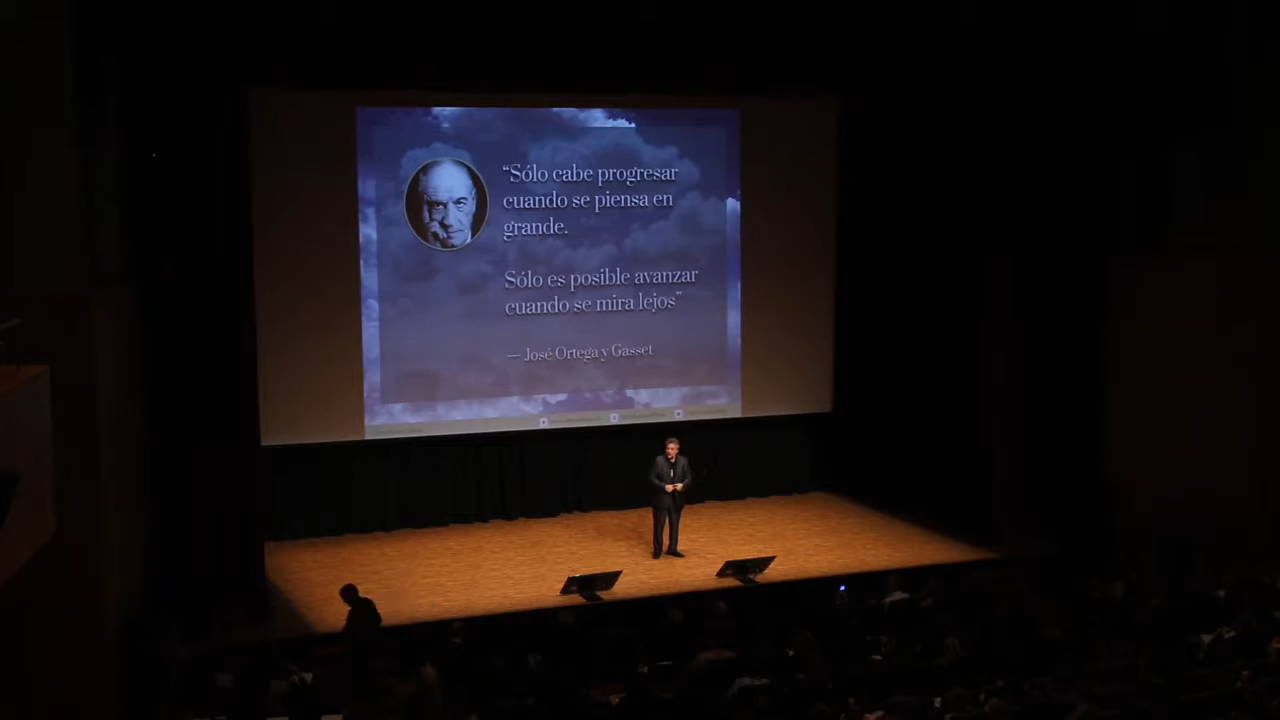 “Sólo cabe progresar
cuando se piensa en
grande.
Sólo es posible avanzar
cuando se mira lejos”
— José Ortega y Gasset